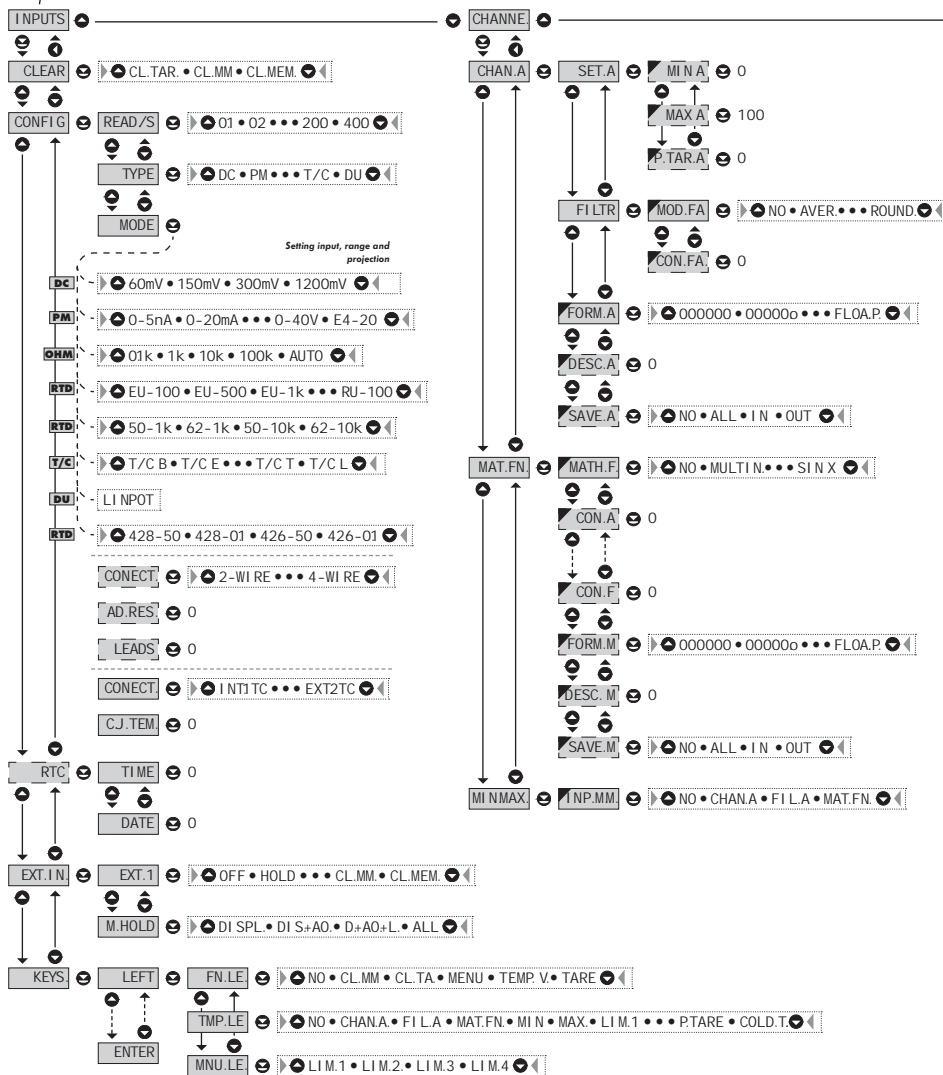 INPUTS CHANNE.
CLEAR CL.TAR. • CL.MM • CL.MEM.
CHAN.A SET.A MIN A 0
MAX A 100
P.TAR.A 0
CONFIG READ/S 01 • 02 • • • 200 • 400
TYPE DC • PM • • • T/C • DU
MODE
FILTR MOD.FA NO • AVER. • • • ROUND.
CON.FA. 0
Setting input, range and
projection
DC 60mV • 150mV • 300mV • 1200mV
PM 0-5nA • 0-20mA • • • 0-40V • E4-20
OHM 01k • 1k • 10k • 100k • AUTO
RTD EU-100 • EU-500 • EU-1k • • • RU-100
RTD 50-1k • 62-1k • 50-10k • 62-10k
T/C T/C B • T/C E • • • T/C T • T/C L
DU LINPOT
RTD 428-50 • 428-01 • 426-50 • 426-01
CONECT. 2-WIRE • • • 4-WIRE
AD.RES. 0
LEADS 0
CONECT. INT1TC • • • EXT2TC
C.J.TEM. 0
FORM.A 000000 • 00000o • • • FLOA.P.
DESC.A 0
SAVE.A NO • ALL • IN • OUT
MAT.FN. MATH.F. NO • MULTIN. • • • SIN X
CON.A 0
CON.F 0
FORM.M 000000 • 00000o • • • FLOA.P.
DESC. M 0
SAVE.M NO • ALL • IN • OUT
MINMAX. INP.MM. NO • CHAN.A • FIL.A • MAT.FN.
RTC TIME 0
DATE 0
EXT.IN. EXT.1 OFF • HOLD • • • CL.MM. • CL.MEM.
M.HOLD DISPL. • DIS+AO. • D+AO+L. • ALL
KEYS. LEFT FN.LE. NO • CL.MM • CL.TA. • MENU • TEMP. V. • TARE
TMP.LE NO • CHAN.A. • FIL.A • MAT.FN. • MIN • MAX. • LIM.1 • • • P.TARE • COLD.T.
ENTER
MNU.LE. LIM.1 • LIM.2. • LIM.3 • LIM.4